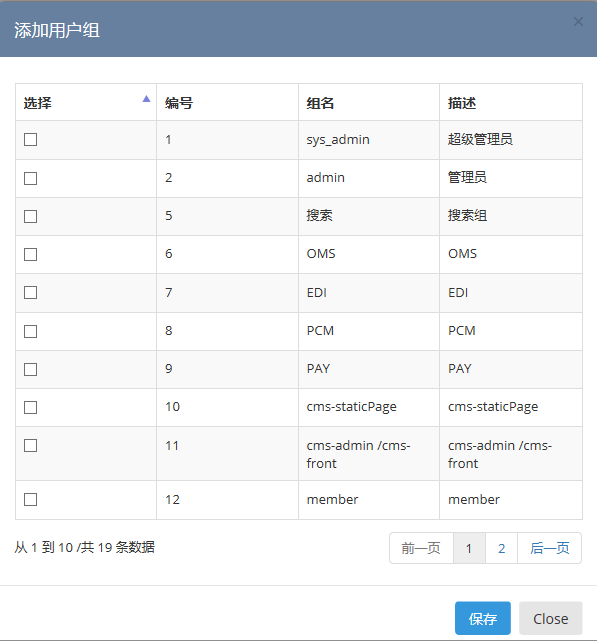 添加用户组
×
选择 编号 组名 描述
1 sys_admin 超级管理员
2 admin 管理员
5 搜索 搜索组
6 OMS OMS
7 EDI EDI
8 PCM PCM
9 PAY PAY
10 cms-staticPage cms-staticPage
11 cms-admin /cms- cms-admin /cms-
front front
12 member member
从 1 到 10 /共 19 条数据 前一页 1 2 后一页
保存 Close